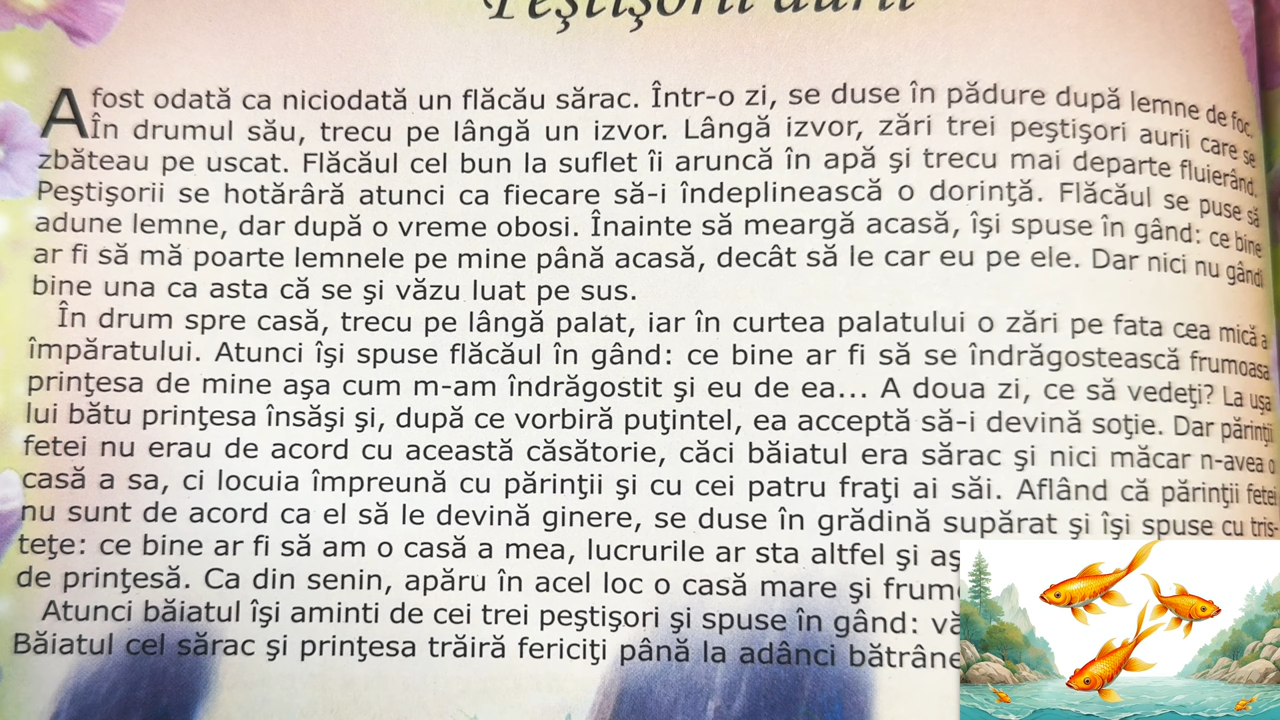 Peştişorii aurii
A fost odată ca niciodată un flăcău sărac. Într-o zi, se duse în pădure după lemne de foc.
În drumul său, trecu pe lângă un izvor. Lângă izvor, zări trei peştişori aurii care se
zbăteau pe uscat. Flăcăul cel bun la suflet îi aruncă în apă şi trecu mai departe fluierând.
Peştişorii se hotărâră atunci ca fiecare să-i îndeplinească o dorinţă. Flăcăul se puse să
adune lemne, dar după o vreme obosi. Înainte să meargă acasă, îşi spuse în gând: ce bine
ar fi să mă poarte lemnele pe mine până acasă, decât să le car eu pe ele. Dar nici nu gândi
bine una ca asta că se şi văzu luat pe sus.
În drum spre casă, trecu pe lângă palat, iar în curtea palatului o zări pe fata cea mică a
împăratului. Atunci îşi spuse flăcăul în gând: ce bine ar fi să se îndrăgostească frumoasa
prinţesa de mine aşa cum m-am îndrăgostit şi eu de ea... A doua zi, ce să vedeţi? La uşa
lui bătu prinţesa însăşi şi, după ce vorbiră puţintel, ea acceptă să-i devină soţie. Dar părinţii
fetei nu erau de acord cu această căsătorie, căci băiatul era sărac şi nici măcar n-avea o
casă a sa, ci locuia împreună cu părinţii şi cu cei patru fraţi ai săi. Aflând că părinţii fetei
nu sunt de acord ca el să le devină ginere, se duse în grădină supărat şi îşi spuse cu tris-
teţe: ce bine ar fi să am o casă a mea, lucrurile ar sta altfel şi
de prinţesă. Ca din senin, apăru în acel loc o casă mare şi
Atunci băiatul îşi aminti de cei trei peştişori şi spuse în gând:
Băiatul cel sărac şi prinţesa trăiră fericiţi până la adânci